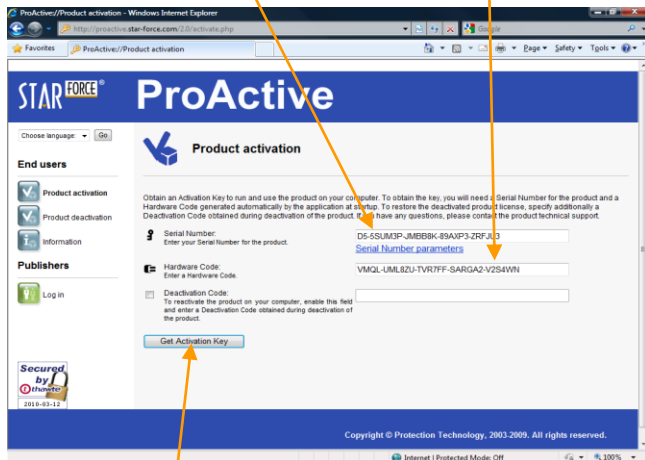 ProActive://Product activation - Windows Internet Explorer
http://proactive.star-force.com/2.0/activate.php
Google
Favorites
ProActive://Product activation
Page
Safety
Tools
STAR FORCE®
ProActive
Choose language:
Go
End users
Product activation
Product deactivation
Information
Publishers
Log in
Product activation
Obtain an Activation Key to run and use the product on your computer. To obtain the key, you will need a Serial Number for the product and a
Hardware Code generated automatically by the application at startup. To restore the deactivated product license, specify additionally a
Deactivation Code obtained during deactivation of the product. If you have any questions, please contact the product technical support.
Serial Number:
Enter your Serial Number for the product.
D5-5SUM3P-JMBB8K-89AXP3-ZRFJU3
Serial Number parameters
Hardware Code:
Enter a Hardware Code.
VMQL-UML8ZU-TVR7FF-SARGA2-V2S4WN
Deactivation Code:
To reactivate the product on your computer, enable this field
and enter a Deactivation Code obtained during deactivation of
the product.
Get Activation Key
Secured
by
thawte
2010-03-12
Copyright © Protection Technology, 2003-2009. All rights reserved.
Internet | Protected Mode: Off
100%